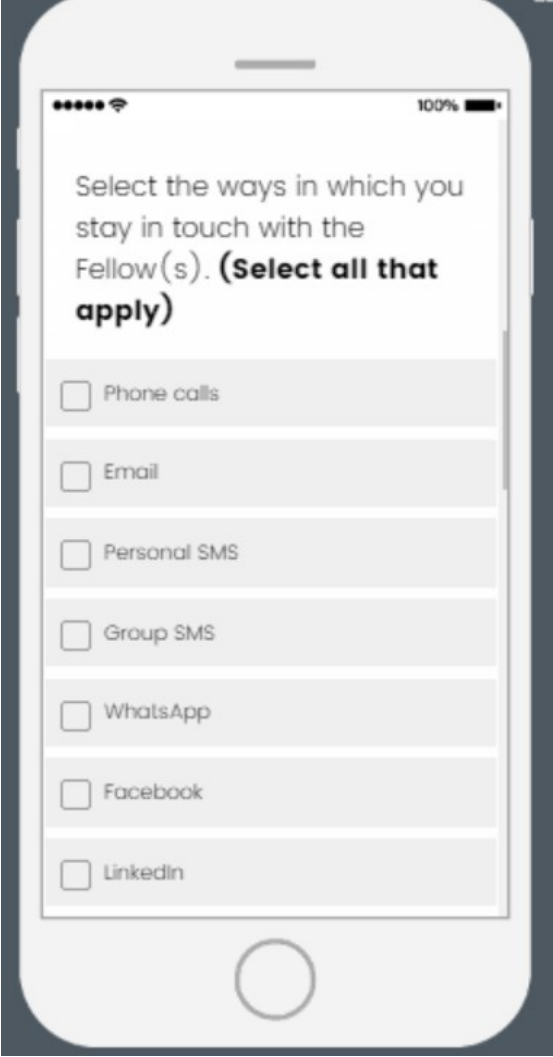 100%
Select the ways in which you
stay in touch with the
Fellow(s). (Select all that
apply)
Phone calls
Email
Personal SMS
Group SMS
WhatsApp
Facebook
LinkedIn